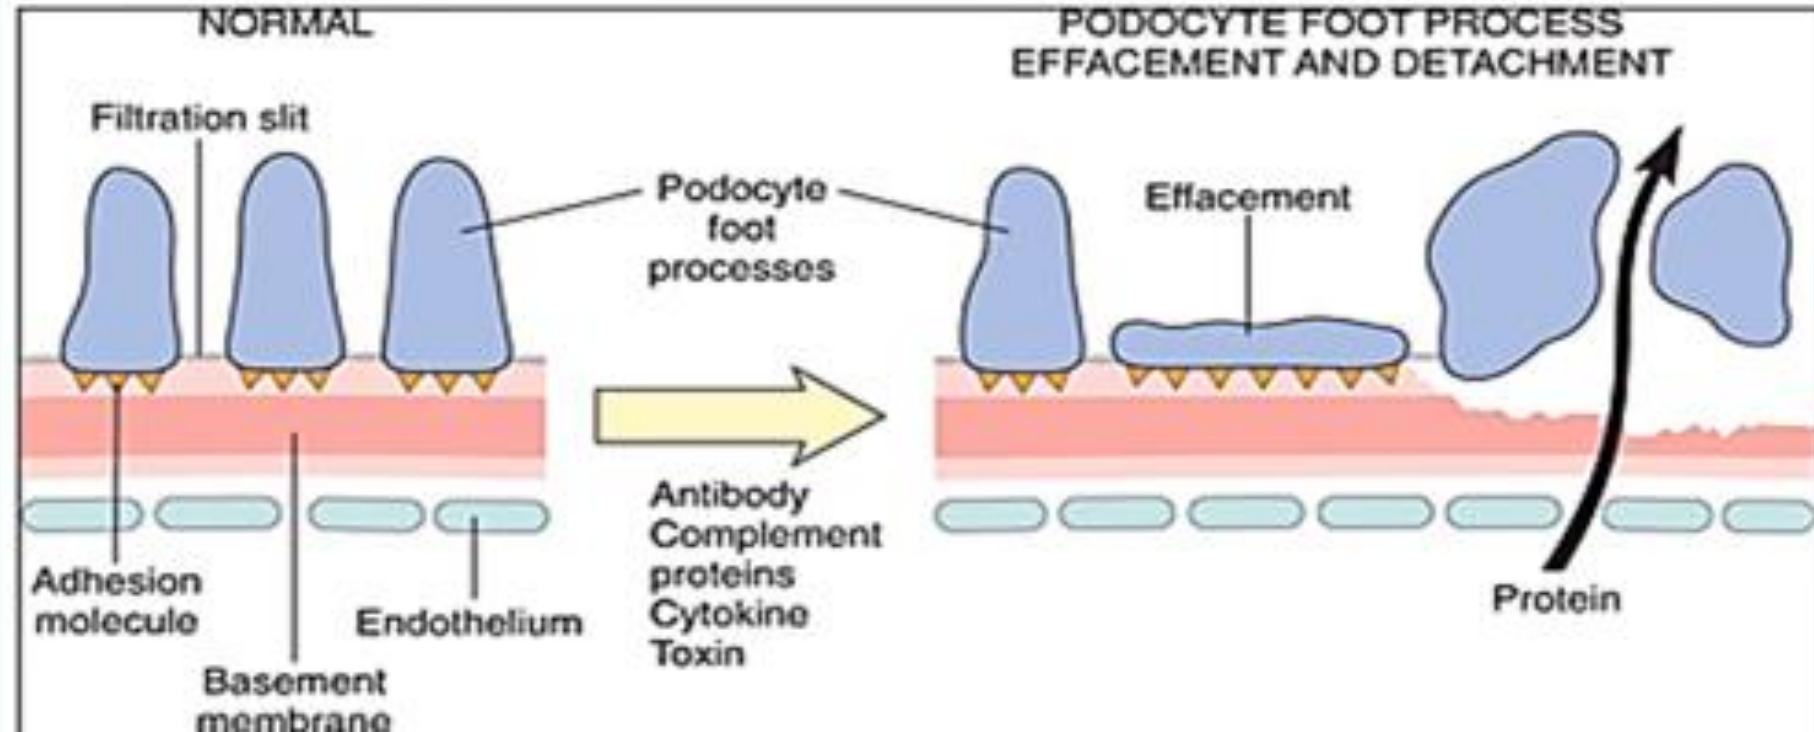 NORMAL
PODOCYTE FOOT PROCESS
EFFACEMENT AND DETACHMENT
Filtration slit
Podocyte
foot
processes
Effacement
Antibody
Complement
proteins
Cytokine
Toxin
Adhesion
molecule
Endothelium
Basement
membrane
Protein